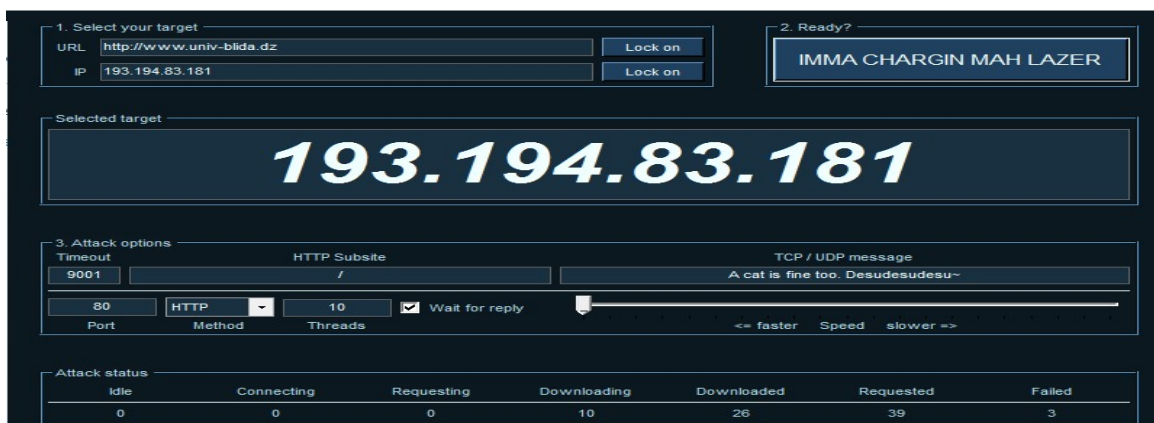 1. Select your target
URL http://www.univ-blida.dz Lock on
IP 193.194.83.181 Lock on
2. Ready?
IMMA CHARGIN MAH LAZER
Selected target
193.194.83.181
3. Attack options
Timeout HTTP Subsite TCP / UDP message
9001 / A cat is fine too. Desudesudesu~
80 HTTP 10 Wait for reply
Port Method Threads <= faster Speed slower =>
Attack status
Idle Connecting Requesting Downloading Downloaded Requested Failed
0 0 0 10 26 39 3